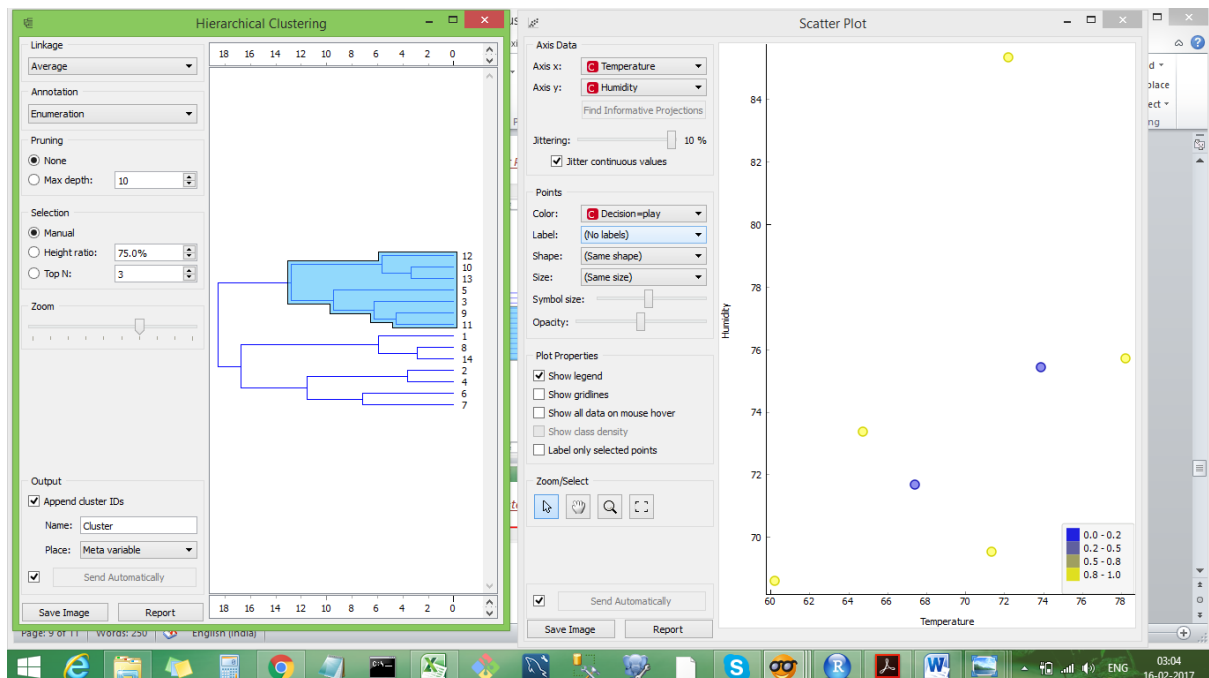 Hierarchical Clustering
Linkage
Average
Annotation
Enumeration
Pruning
None
Max depth: 10
Selection
Manual
Height ratio: 75.0%
Top N: 3
Zoom
Output
Append cluster IDs
Name: Cluster
Place: Meta variable
Send Automatically
Save Image Report
18 16 14 12 10 8 6 4 2 0
12
10
13
5
3
9
11
1
8
14
2
4
6
7
18 16 14 12 10 8 6 4 2 0
Scatter Plot
Axis Data
Axis x: C Temperature
Axis y: C Humidity
Find Informative Projections
Jittering: 10 %
Jitter continuous values
Points
Color: C Decision=play
Label: (No labels)
Shape: (Same shape)
Size: (Same size)
Symbol size:
Opacity:
Plot Properties
Show legend
Show gridlines
Show all data on mouse hover
Show class density
Label only selected points
Zoom/Select
Send Automatically
Save Image Report
84
82
80
78
76
74
72
70
Humidity
60 62 64 66 68 70 72 74 76 78
Temperature
0.0 - 0.2
0.2 - 0.5
0.5 - 0.8
0.8 - 1.0
Page: 9 of 11 Words: 250 English (India)
ENG
03:04
16-02-2017